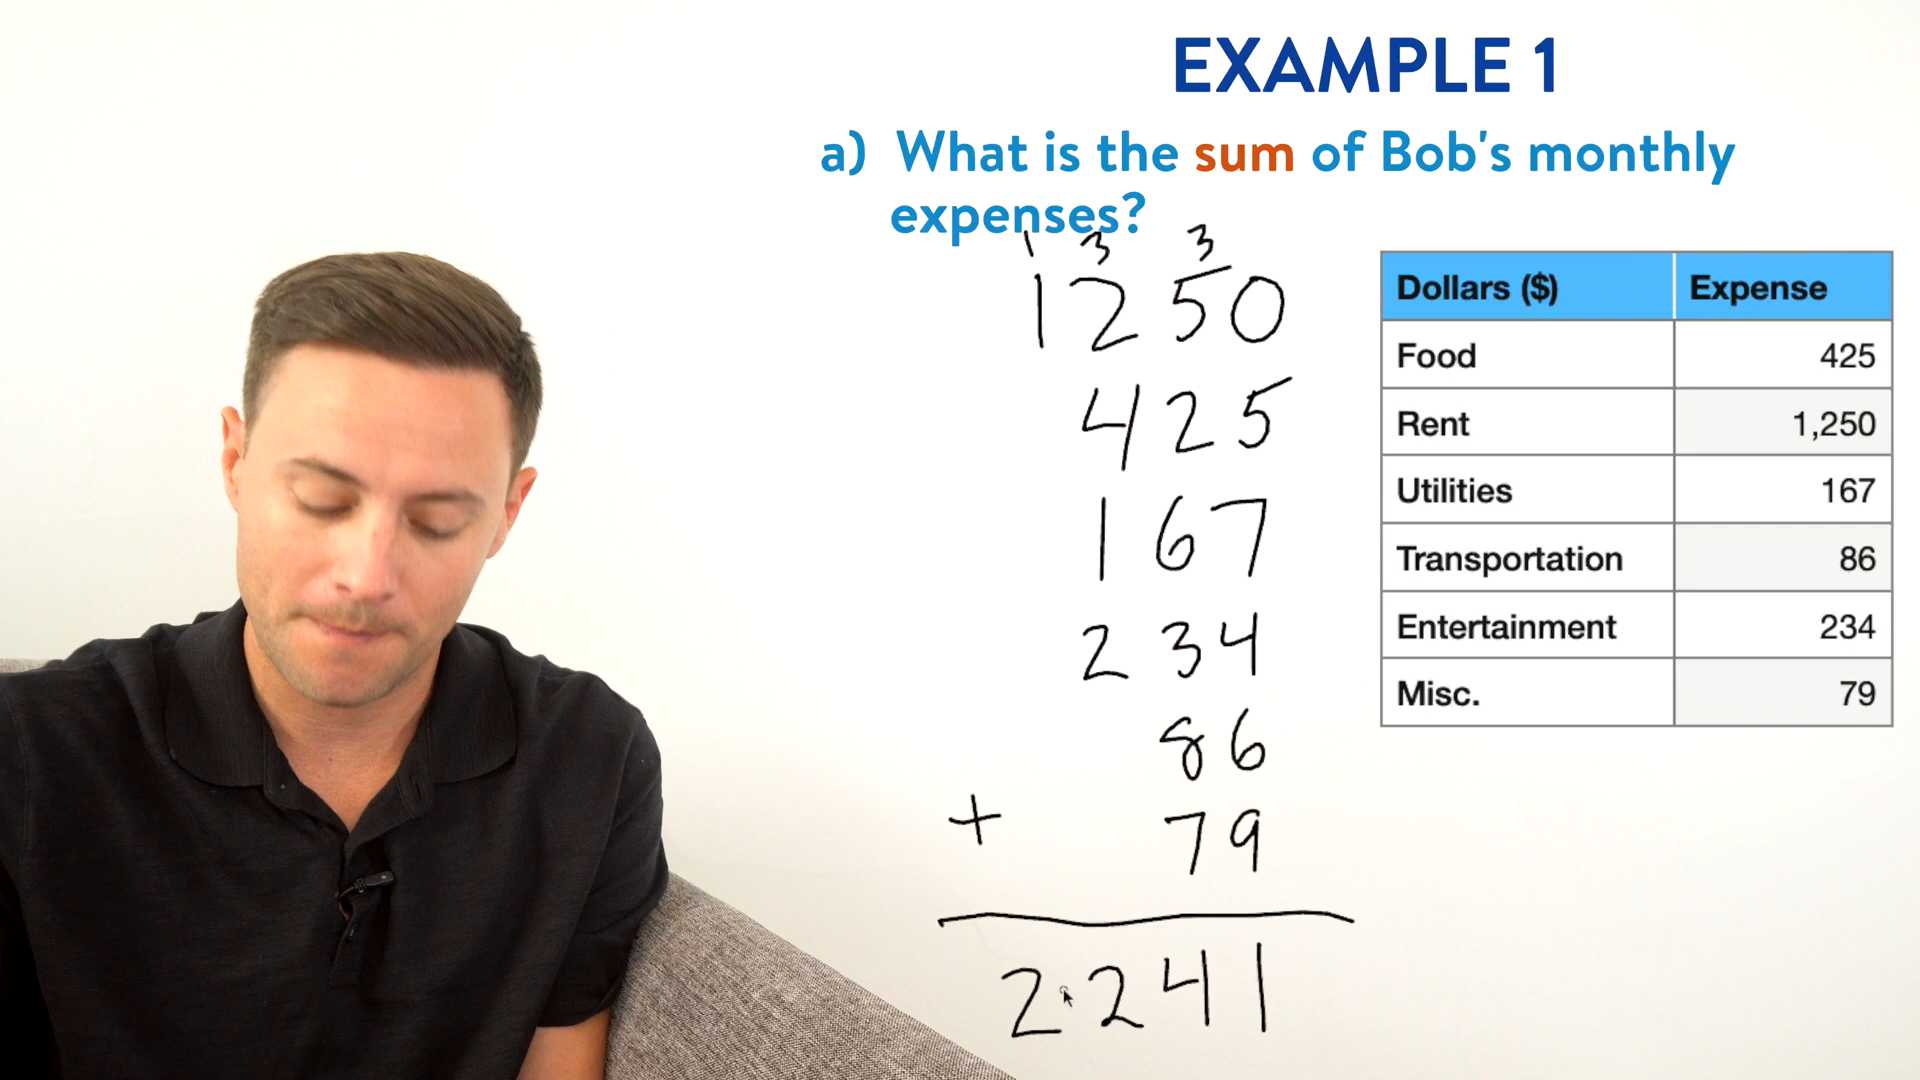 EXAMPLE 1
a) What is the sum of Bob's monthly
expenses?
1 3 3
1250
425
167
234
86
+ 79
2241
Dollars ($) Expense
Food 425
Rent 1,250
Utilities 167
Transportation 86
Entertainment 234
Misc. 79